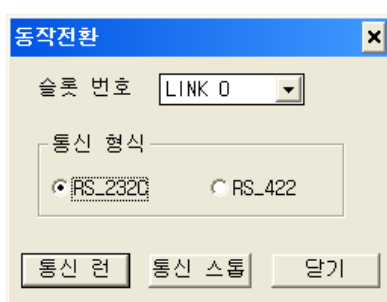 동작전환
슬롯 번호 LINK 0
통신 형식
RS_232C RS_422
통신 런 통신 스톱 닫기